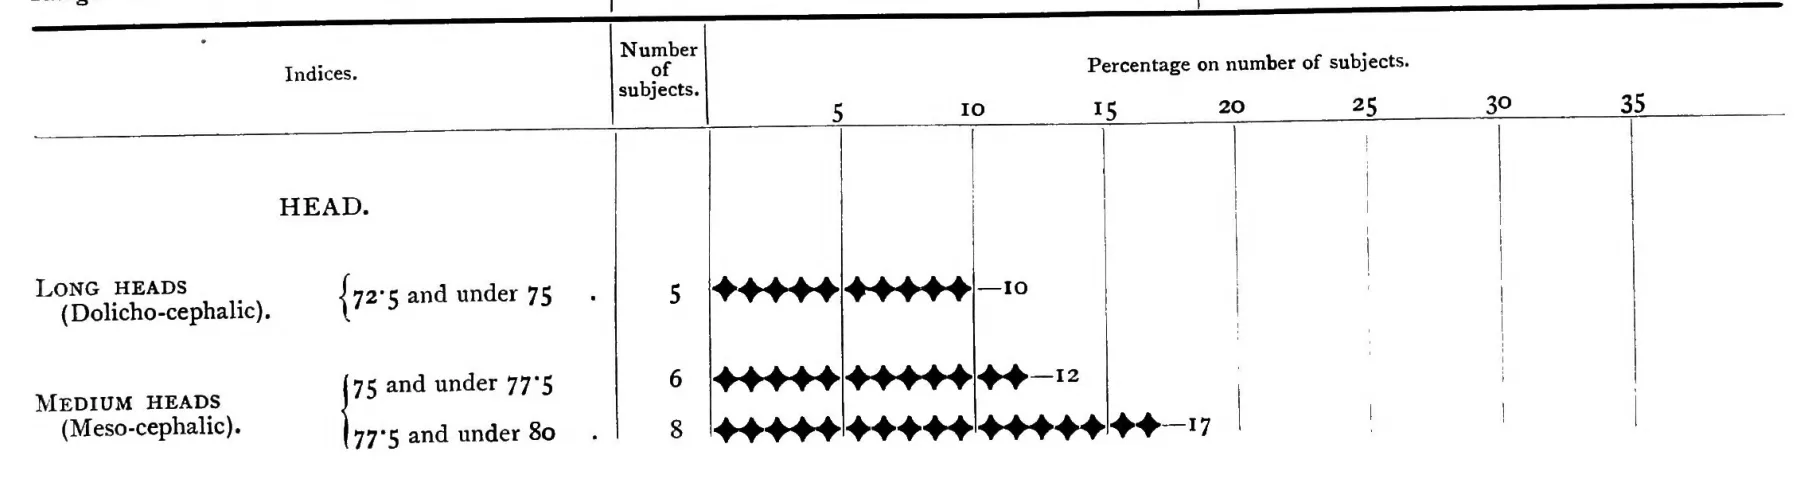 Indices.
Number
of
subjects.
Percentage on number of subjects.
5 10 15 20 25 30 35
HEAD.
LONG HEADS
(Dolicho-cephalic).
{72·5 and under 75 . 5 —10
MEDIUM HEADS
(Meso-cephalic).
{75 and under 77·5 6 —12
77·5 and under 80 . 8 —17